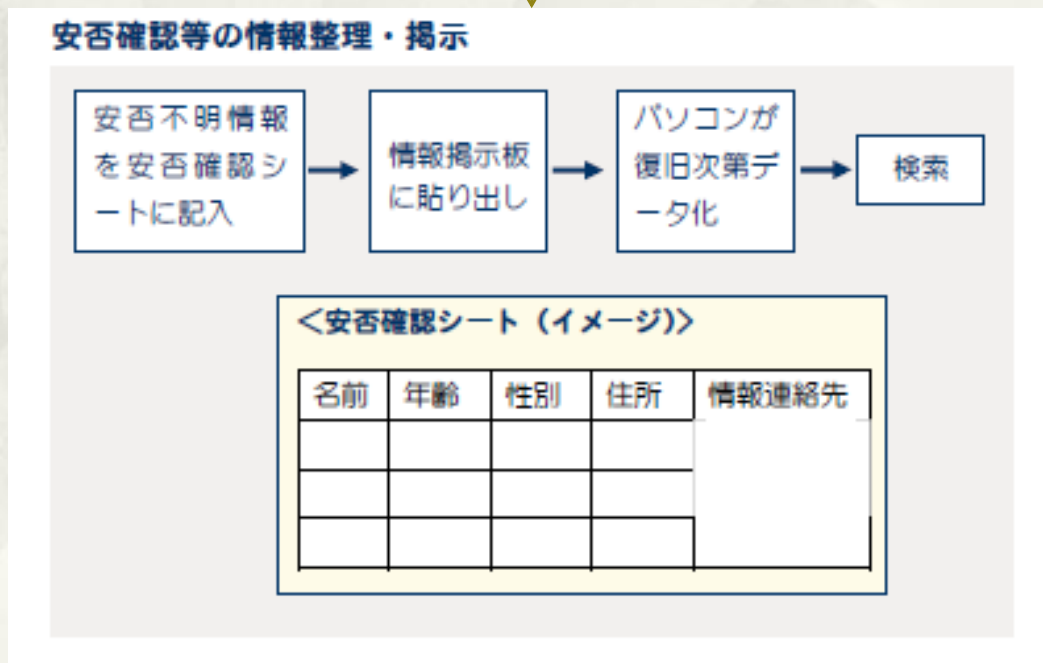 安否確認等の情報整理・掲示
安否不明情報
を安否確認シ
ートに記入
情報掲示板
に貼り出し
パソコンが
復旧次第デ
ータ化
検索
＜安否確認シート（イメージ）＞
名前 年齢 性別 住所 情報連絡先